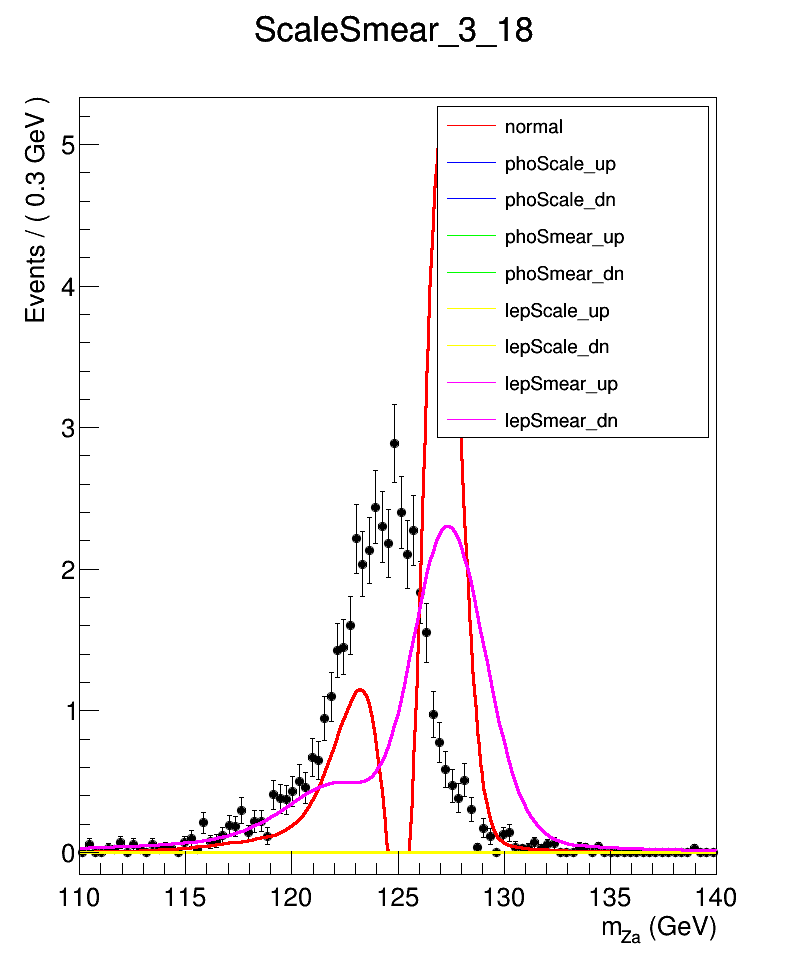 ScaleSmear_3_18
Events / ( 0.3 GeV )
5
4
3
2
1
0
normal
phoScale_up
phoScale_dn
phoSmear_up
phoSmear_dn
lepScale_up
lepScale_dn
lepSmear_up
lepSmear_dn
110 115 120 125 130 135 140
m_Za (GeV)